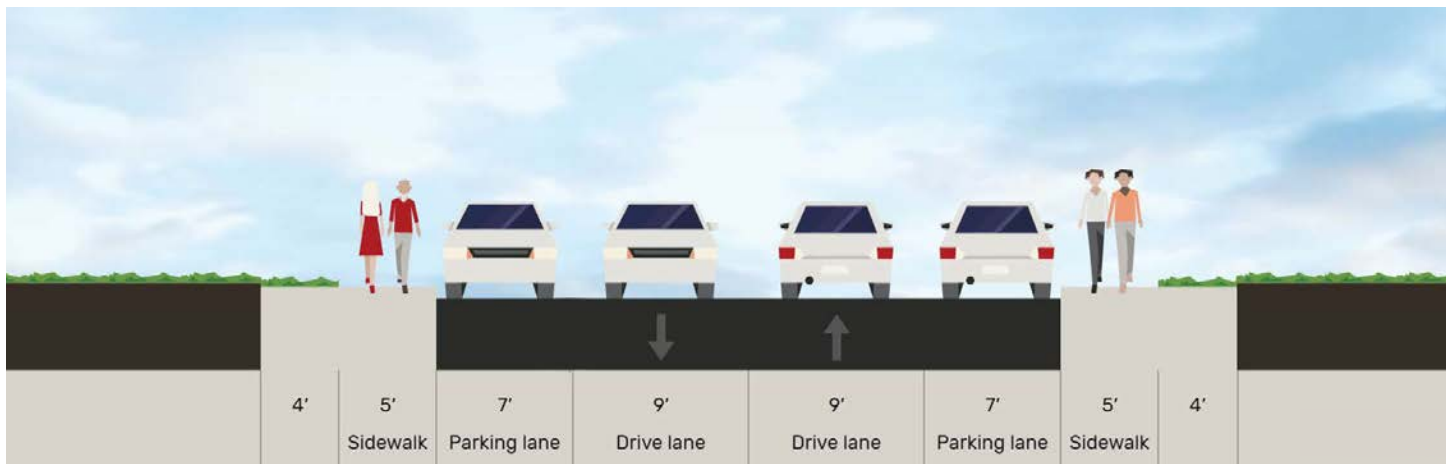 4’ 5’ 7’ 9’ 9’ 7’ 5’ 4’
Sidewalk Parking lane Drive lane Drive lane Parking lane Sidewalk